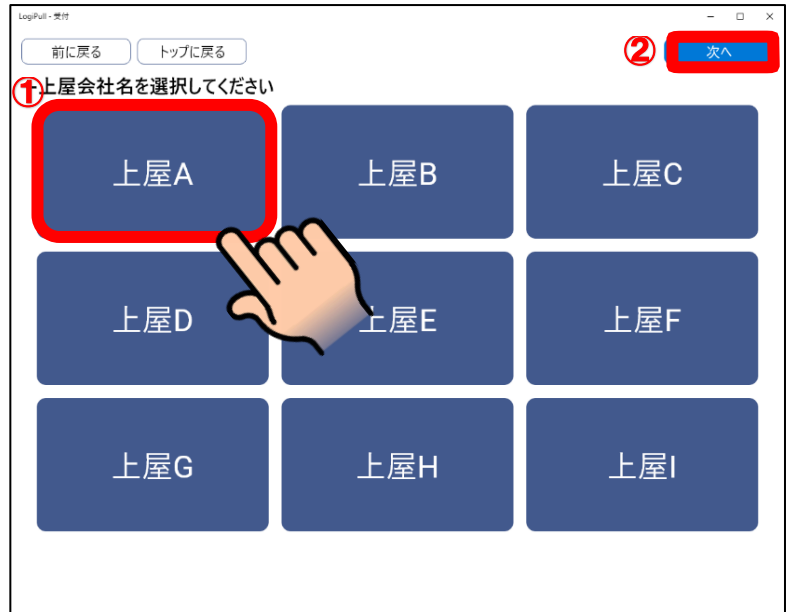 LogiPull - 受付
前に戻る トップに戻る ② 次へ
① 上屋会社名を選択してください
上屋A 上屋B 上屋C
上屋D 上屋E 上屋F
上屋G 上屋H 上屋I